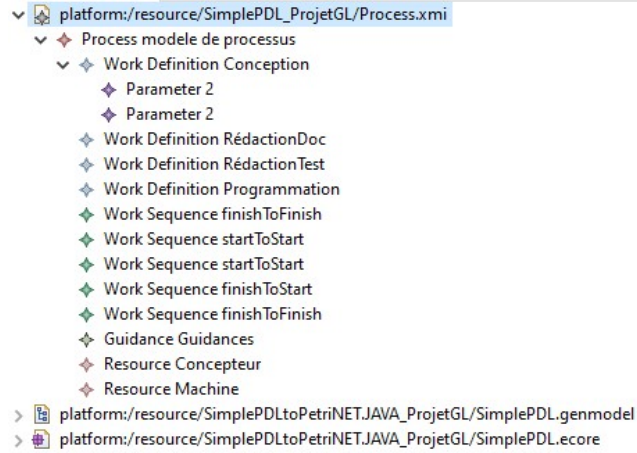 platform:/resource/SimplePDL_ProjetGL/Process.xmi
Process modele de processus
Work Definition Conception
Parameter 2
Parameter 2
Work Definition RédactionDoc
Work Definition RédactionTest
Work Definition Programmation
Work Sequence finishToFinish
Work Sequence startToStart
Work Sequence startToStart
Work Sequence finishToStart
Work Sequence finishToFinish
Guidance Guidances
Resource Concepteur
Resource Machine
platform:/resource/SimplePDLtoPetriNET.JAVA_ProjetGL/SimplePDL.genmodel
platform:/resource/SimplePDLtoPetriNET.JAVA_ProjetGL/SimplePDL.ecore